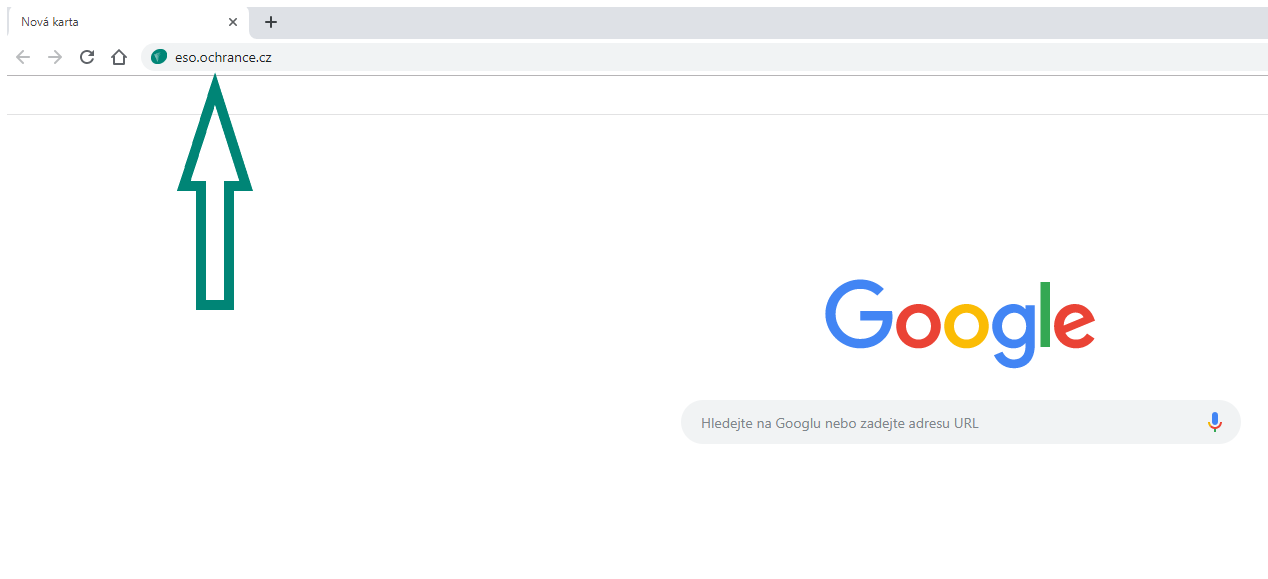 Nová karta
eso.ochrance.cz
Google
Hledejte na Googlu nebo zadejte adresu URL